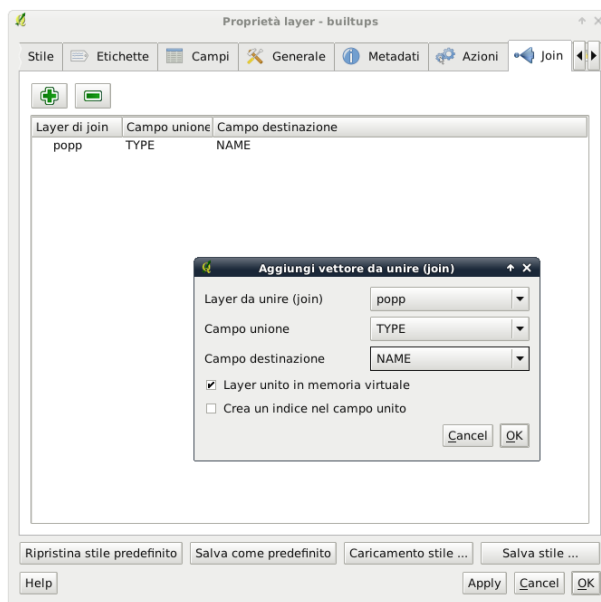 Proprietà layer - builtups
Stile Etichette Campi Generale Metadati Azioni Join
Layer di join Campo unione Campo destinazione
popp TYPE NAME
Aggiungi vettore da unire (join)
Layer da unire (join) popp
Campo unione TYPE
Campo destinazione NAME
Layer unito in memoria virtuale
Crea un indice nel campo unito
Cancel OK
Ripristina stile predefinito Salva come predefinito Caricamento stile ... Salva stile ...
Help Apply Cancel OK